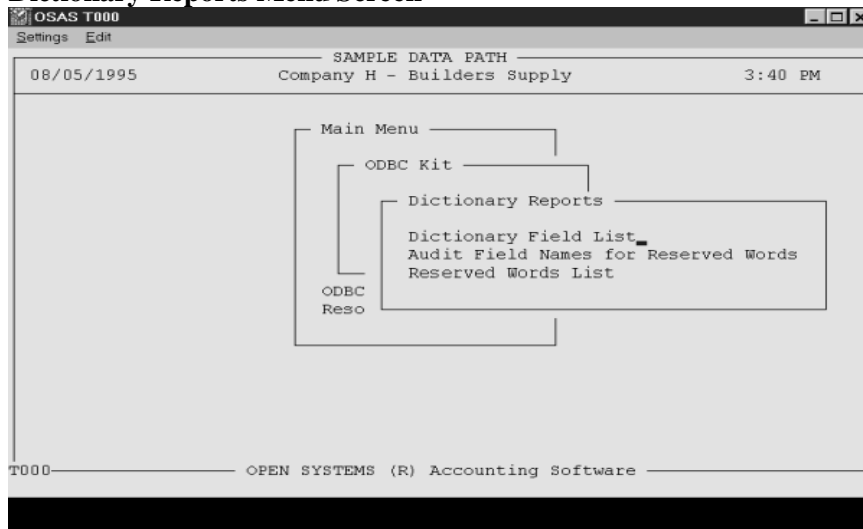 Dictionary Reports Menu Screen
OSAS T000
Settings Edit
SAMPLE DATA PATH
08/05/1995 Company H - Builders Supply 3:40 PM
Main Menu
ODBC Kit
Dictionary Reports
Dictionary Field List
Audit Field Names for Reserved Words
Reserved Words List
ODBC
Reso
T000 OPEN SYSTEMS (R) Accounting Software